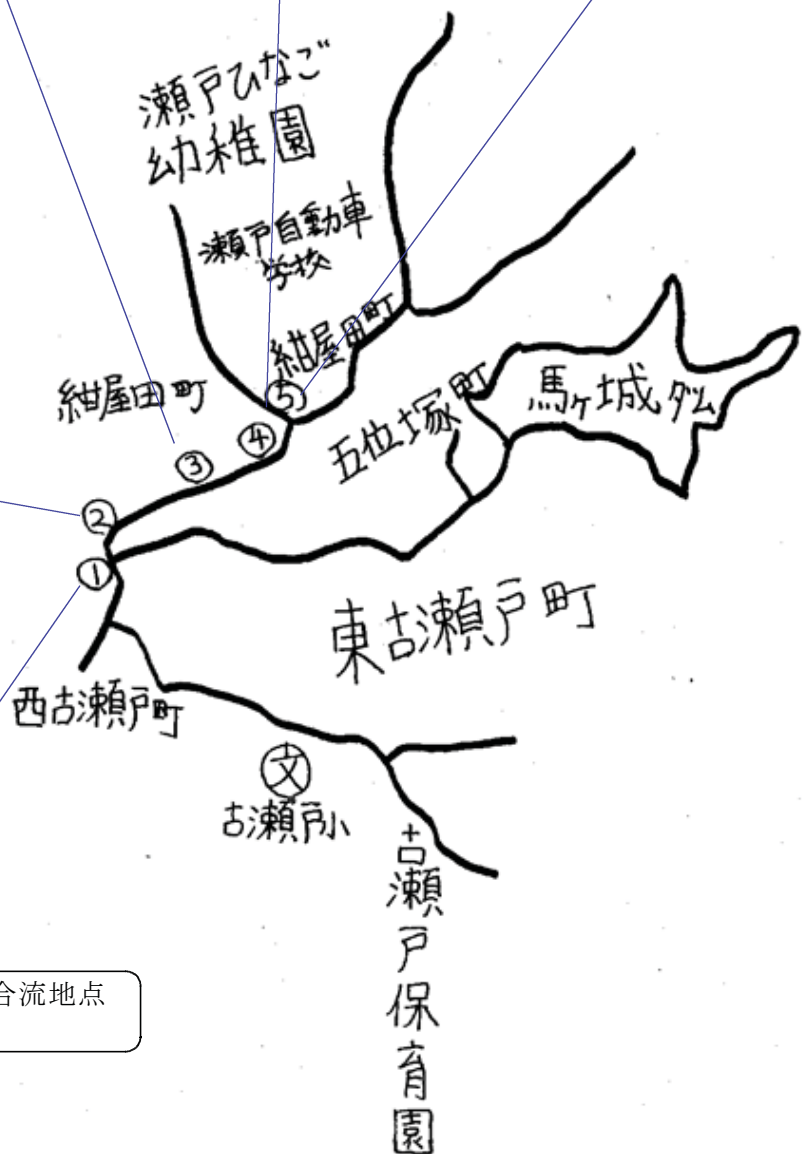 瀬戸ひなご
幼稚園
瀬戸自動車
学校
紺屋田町
紺屋田町
⑤
④
③
②
①
五位塚町
馬ヶ城ダム
東古瀬戸町
西古瀬戸町
文
古瀬戸小
古瀬戸保育園
合流地点